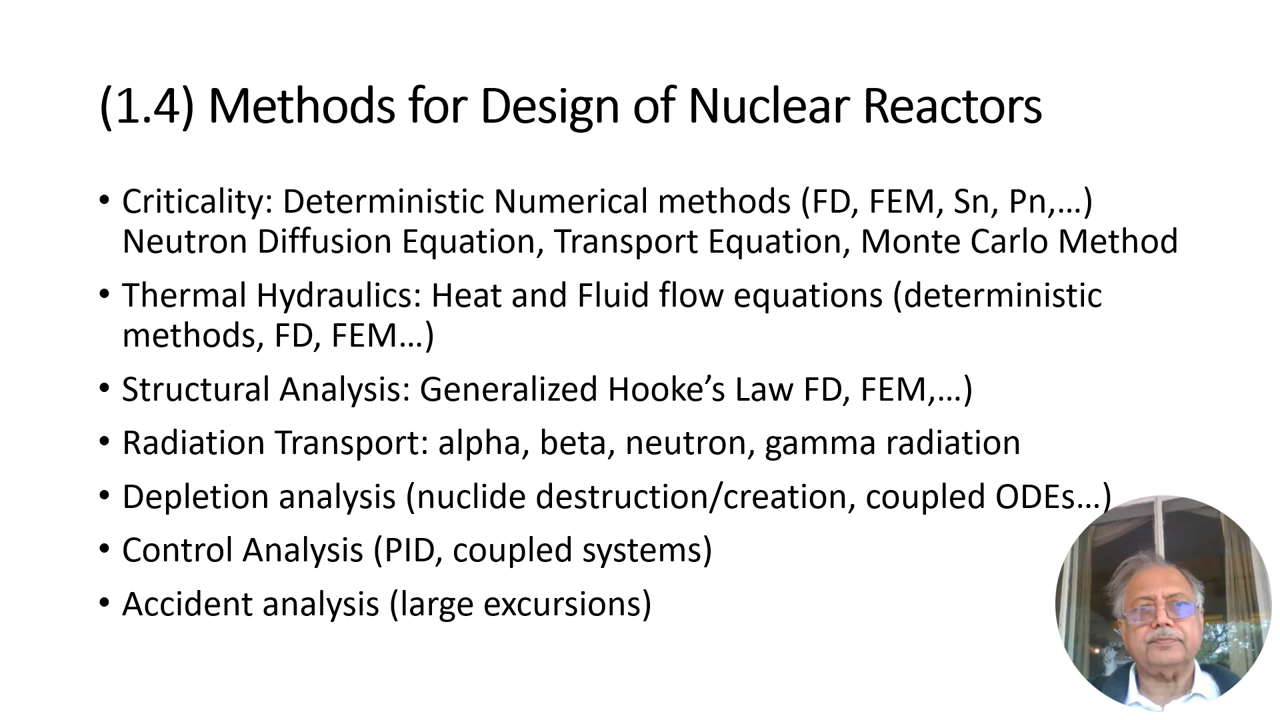 (1.4) Methods for Design of Nuclear Reactors
• Criticality: Deterministic Numerical methods (FD, FEM, Sn, Pn,...)
Neutron Diffusion Equation, Transport Equation, Monte Carlo Method
• Thermal Hydraulics: Heat and Fluid flow equations (deterministic
methods, FD, FEM...)
• Structural Analysis: Generalized Hooke’s Law FD, FEM,...)
• Radiation Transport: alpha, beta, neutron, gamma radiation
• Depletion analysis (nuclide destruction/creation, coupled ODEs...)
• Control Analysis (PID, coupled systems)
• Accident analysis (large excursions)